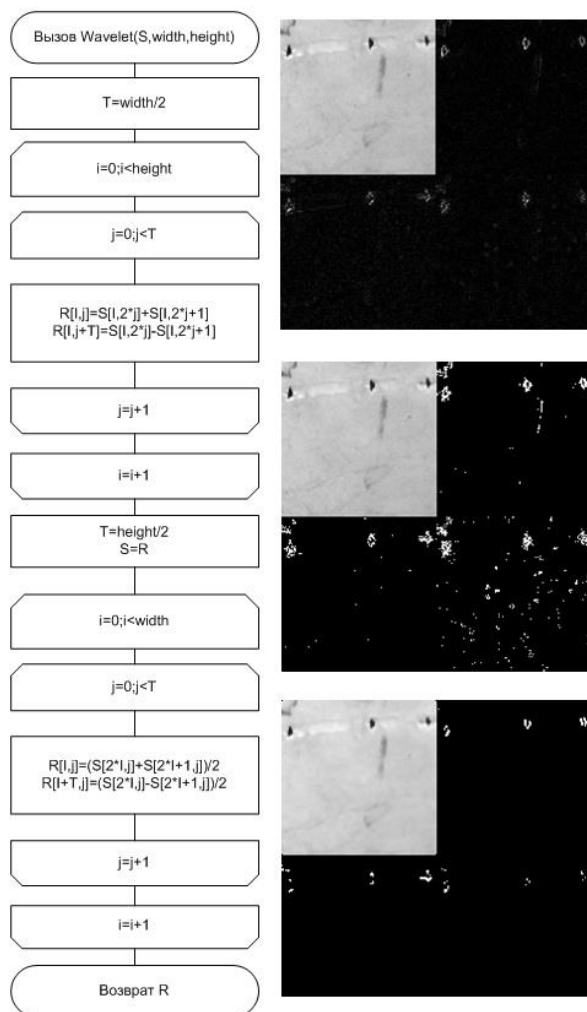 Вызов Wavelet(S,width,height)
T=width/2
i=0;i<height
j=0;j<T
R[I,j]=S[I,2*j]+S[I,2*j+1]
R[I,j+T]=S[I,2*j]-S[I,2*j+1]
j=j+1
i=i+1
T=height/2
S=R
i=0;i<width
j=0;j<T
R[I,j]=(S[2*I,j]+S[2*I+1,j])/2
R[I+T,j]=(S[2*I,j]-S[2*I+1,j])/2
j=j+1
i=i+1
Возврат R